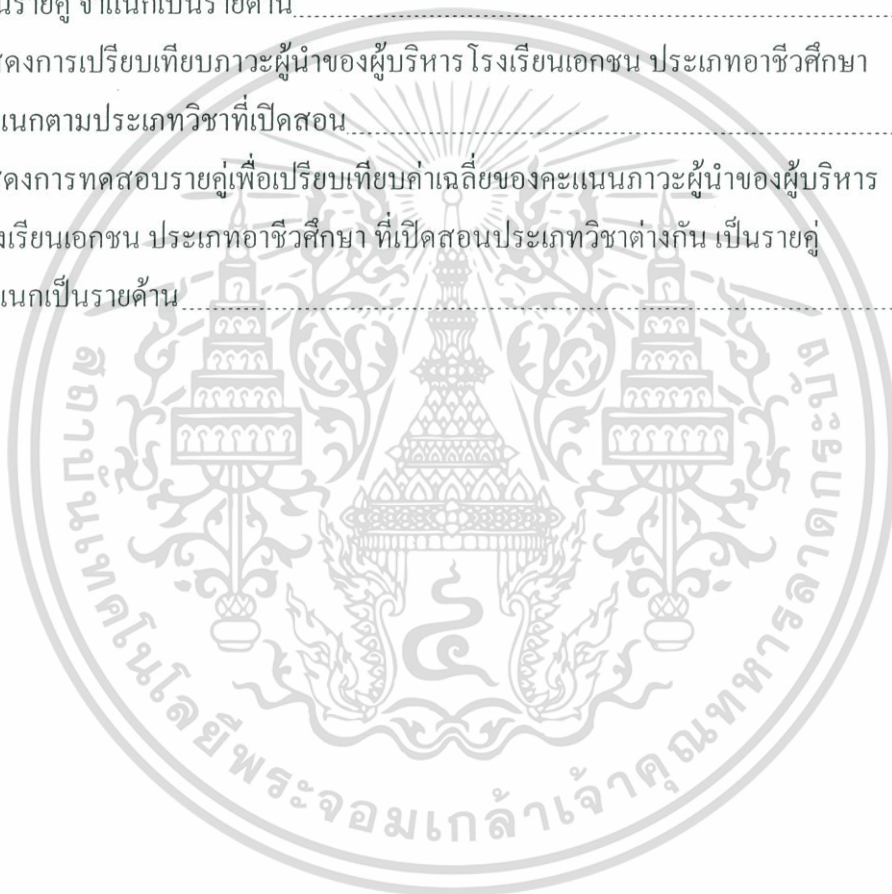 นรายคู่ จำแนกเป็นรายด้าน
สดงการเปรียบเทียบภาวะผู้นำของผู้บริหารโรงเรียนเอกชน ประเภทอาชีวศึกษา
แนกตามประเภทวิชาที่เปิดสอน
สดงการทดสอบรายคู่เพื่อเปรียบเทียบค่าเฉลี่ยของคะแนนภาวะผู้นำของผู้บริหาร
งเรียนเอกชน ประเภทอาชีวศึกษา ที่เปิดสอนประเภทวิชาต่างกัน เป็นรายคู่
แนกเป็นรายด้าน
สถาบันเทคโนโลยีพระจอมเกล้าเจ้าคุณทหารลาดกระบัง
๔